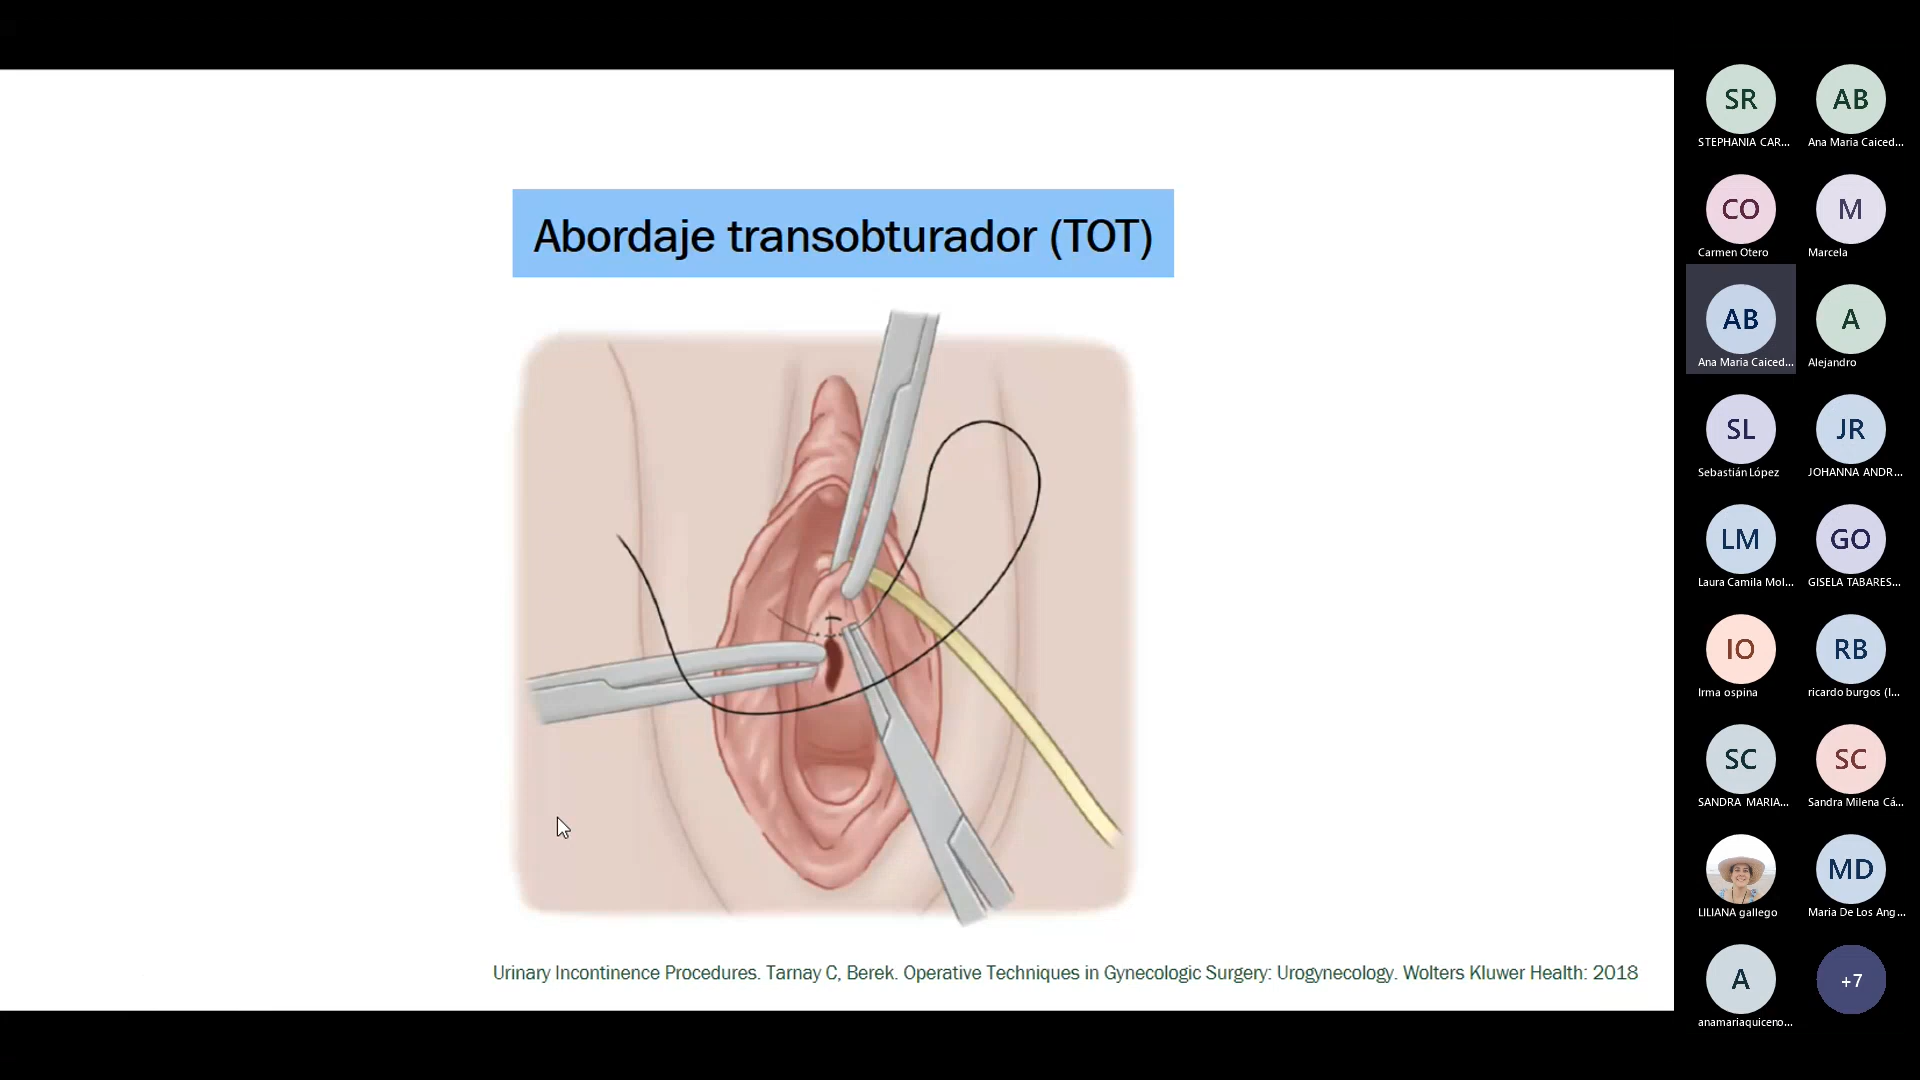 Abordaje transobturador (TOT)
Urinary Incontinence Procedures. Tarnay C, Berek. Operative Techniques in Gynecologic Surgery: Urogynecology. Wolters Kluwer Health: 2018
SR
AB
STEPHANIA CAR...
Ana Maria Caiced...
CO
M
Carmen Otero
Marcela
AB
A
Ana Maria Caiced...
Alejandro
SL
JR
Sebastián López
JOHANNA ANDR...
LM
GO
Laura Camila Mol...
GISELA TABARES...
IO
RB
Irma ospina
ricardo burgos (I...
SC
SC
SANDRA MARIA...
Sandra Milena Cá...
MD
LILIANA gallego
Maria De Los Ang...
A
+7
anamariaquiceno...